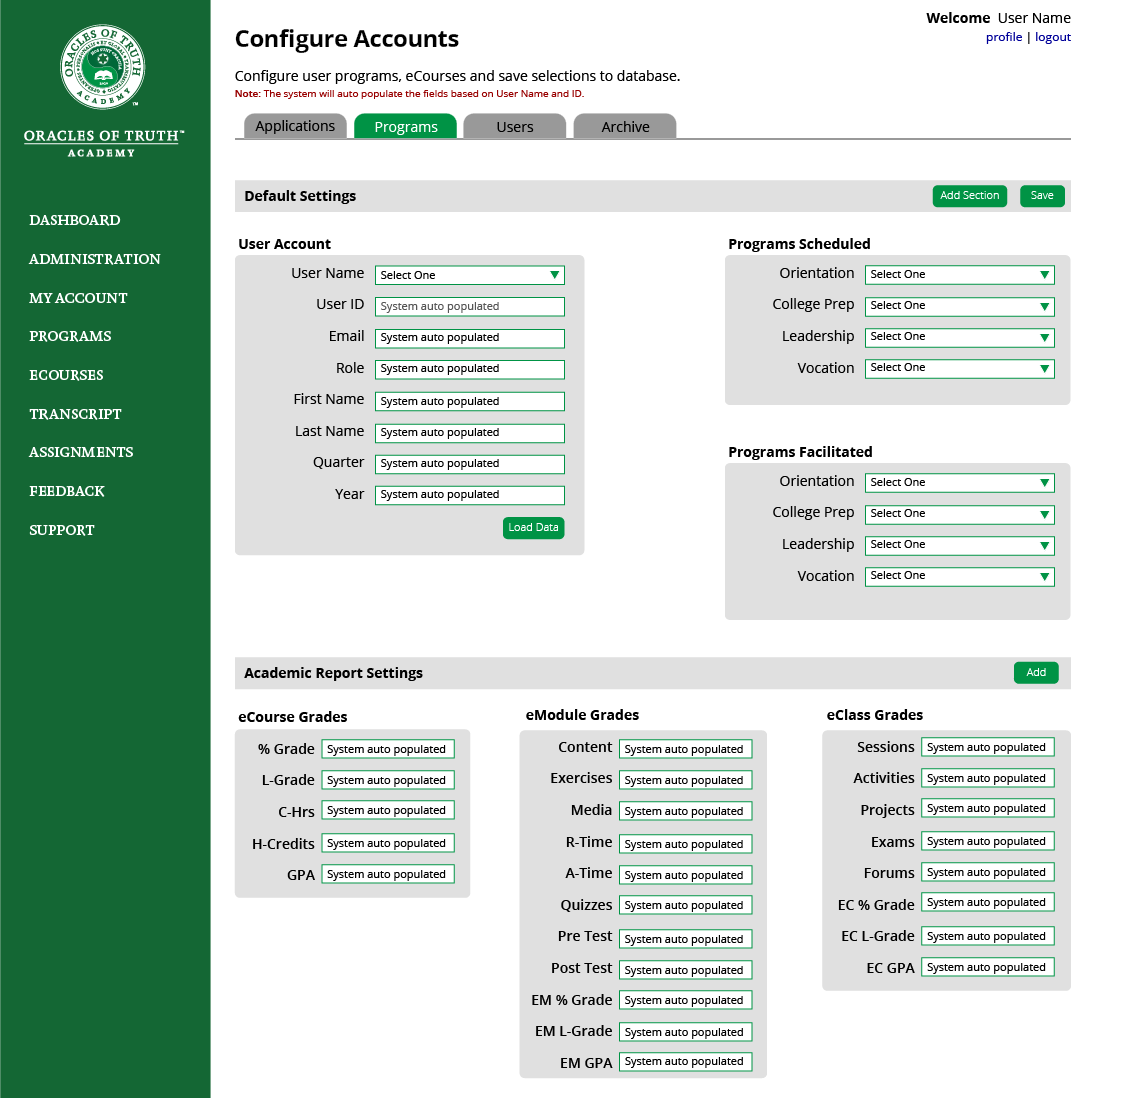 ORACLES OF TRUTH
ACADEMY
™
ORACLES OF TRUTH™
ACADEMY
DASHBOARD
ADMINISTRATION
MY ACCOUNT
PROGRAMS
ECOURSES
TRANSCRIPT
ASSIGNMENTS
FEEDBACK
SUPPORT
Welcome User Name
profile | logout
Configure Accounts
Configure user programs, eCourses and save selections to database.
Note: The system will auto populate the fields based on User Name and ID.
Applications Programs Users Archive
Default Settings Add Section Save
User Account
User Name Select One
User ID System auto populated
Email System auto populated
Role System auto populated
First Name System auto populated
Last Name System auto populated
Quarter System auto populated
Year System auto populated
Load Data
Programs Scheduled
Orientation Select One
College Prep Select One
Leadership Select One
Vocation Select One
Programs Facilitated
Orientation Select One
College Prep Select One
Leadership Select One
Vocation Select One
Academic Report Settings Add
eCourse Grades
% Grade System auto populated
L-Grade System auto populated
C-Hrs System auto populated
H-Credits System auto populated
GPA System auto populated
eModule Grades
Content System auto populated
Exercises System auto populated
Media System auto populated
R-Time System auto populated
A-Time System auto populated
Quizzes System auto populated
Pre Test System auto populated
Post Test System auto populated
EM % Grade System auto populated
EM L-Grade System auto populated
EM GPA System auto populated
eClass Grades
Sessions System auto populated
Activities System auto populated
Projects System auto populated
Exams System auto populated
Forums System auto populated
EC % Grade System auto populated
EC L-Grade System auto populated
EC GPA System auto populated